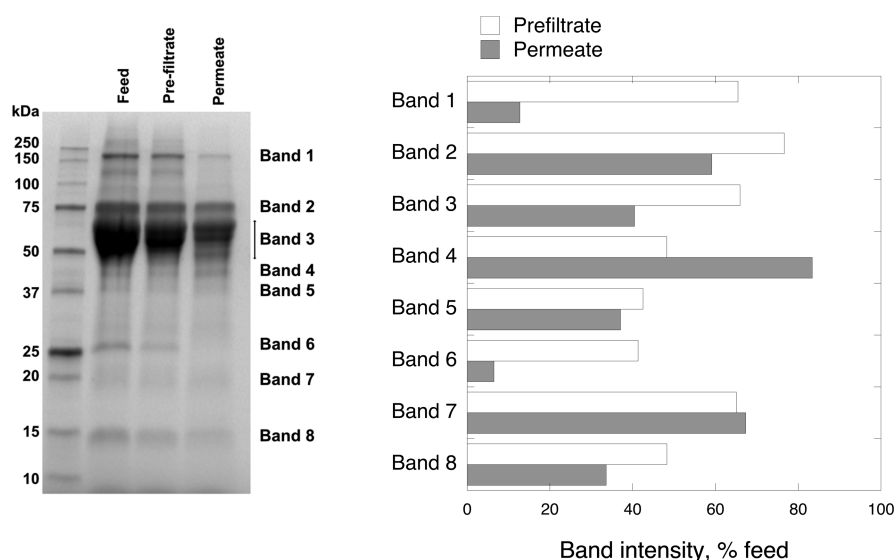 Feed
Pre-filtrate
Permeate
kDa
250
150
100
75
50
37
25
20
15
10
Band 1
Band 2
Band 3
Band 4
Band 5
Band 6
Band 7
Band 8
Prefiltrate
Permeate
Band 1
Band 2
Band 3
Band 4
Band 5
Band 6
Band 7
Band 8
0 20 40 60 80 100
Band intensity, % feed